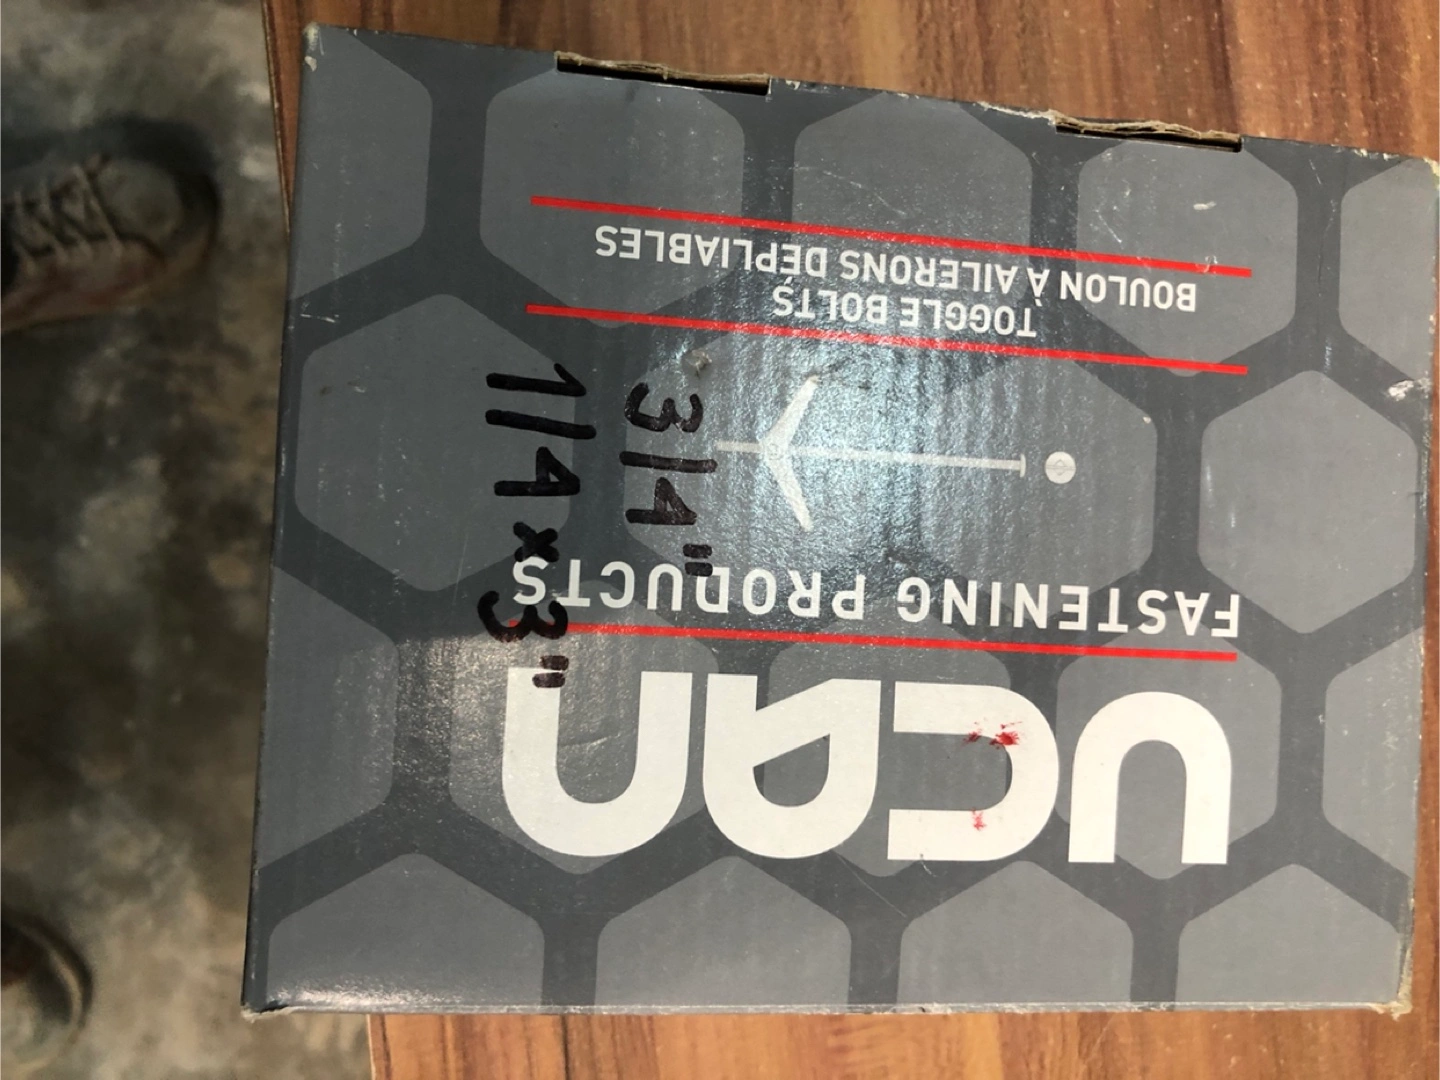 ucan
FASTENING PRODUCTS
TOGGLE BOLTS
BOULON À AILERONS DÉPLIABLES
3/4"
1/4 x 3"